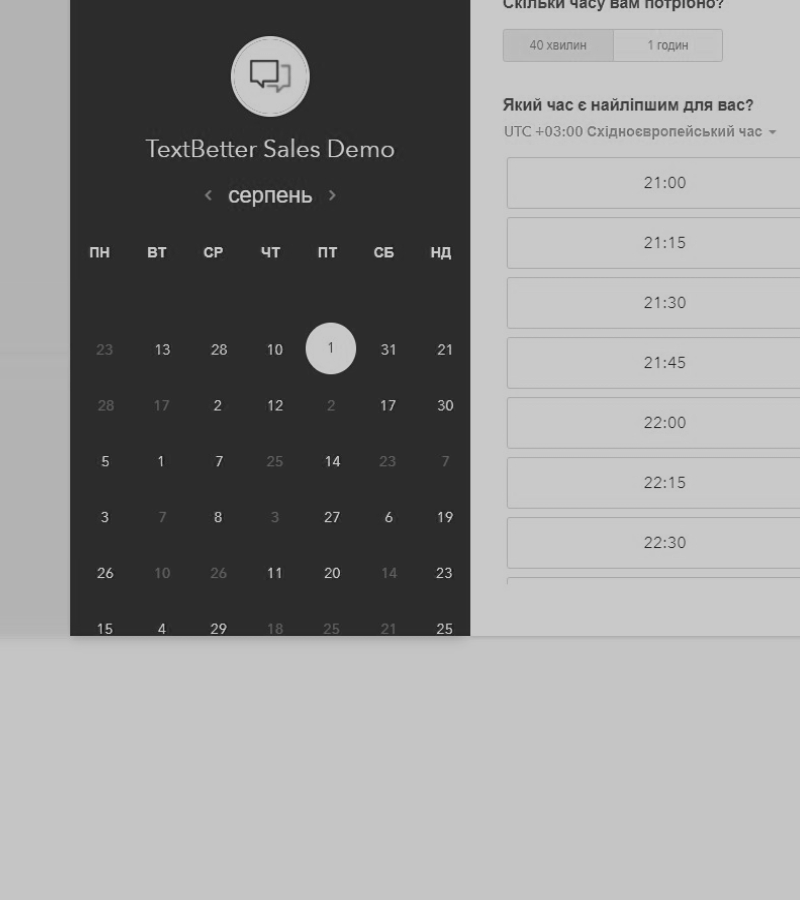 TextBetter Sales Demo
серпень
ПН ВТ СР ЧТ ПТ СБ НД
23 13 28 10 1 31 21
28 17 2 12 2 17 30
5 1 7 25 14 23 7
3 7 8 3 27 6 19
26 10 26 11 20 14 23
15 4 29 18 25 21 25
Скільки часу вам потрібно?
40 хвилин 1 годин
Який час є найліпшим для вас?
UTC +03:00 Східноєвропейський час
21:00
21:15
21:30
21:45
22:00
22:15
22:30